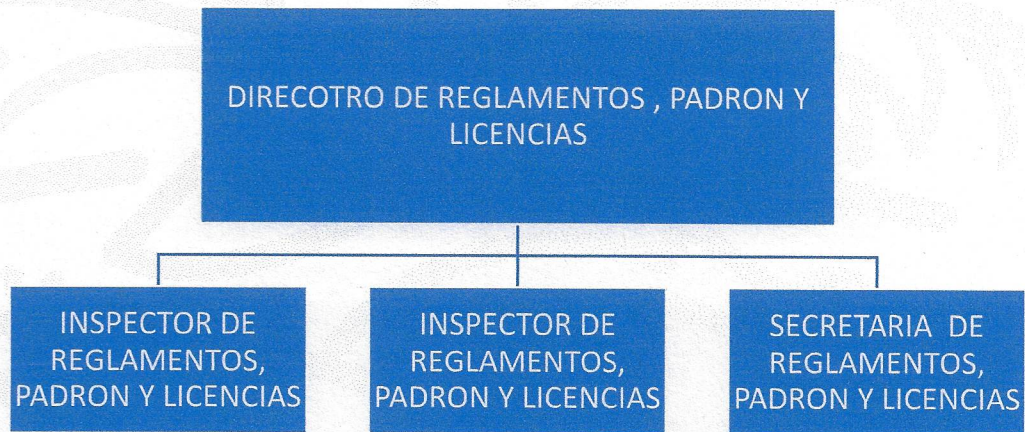 DIRECOTRO DE REGLAMENTOS , PADRON Y
LICENCIAS
INSPECTOR DE
REGLAMENTOS,
PADRON Y LICENCIAS
INSPECTOR DE
REGLAMENTOS,
PADRON Y LICENCIAS
SECRETARIA DE
REGLAMENTOS,
PADRON Y LICENCIAS